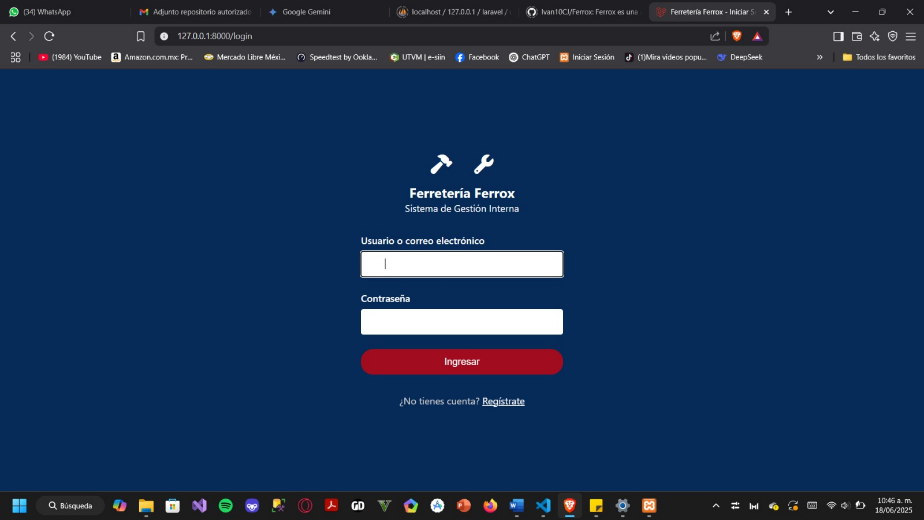 (34) WhatsApp
Adjunto repositorio autorizado
Google Gemini
localhost / 127.0.0.1 / laravel /
Ivan10CJ/Ferrox: Ferrox es una
Ferretería Ferrox - Iniciar S
127.0.0.1:8000/login
(1984) YouTube
Amazon.com.mx: Pr...
Mercado Libre Méxi...
Speedtest by Ookla...
UTVM | e-siin
Facebook
ChatGPT
Iniciar Sesión
(1)Mira videos popu...
DeepSeek
Todos los favoritos
Ferretería Ferrox
Sistema de Gestión Interna
Usuario o correo electrónico
Contraseña
Ingresar
¿No tienes cuenta? Regístrate
Búsqueda
10:46 a. m.
18/06/2025